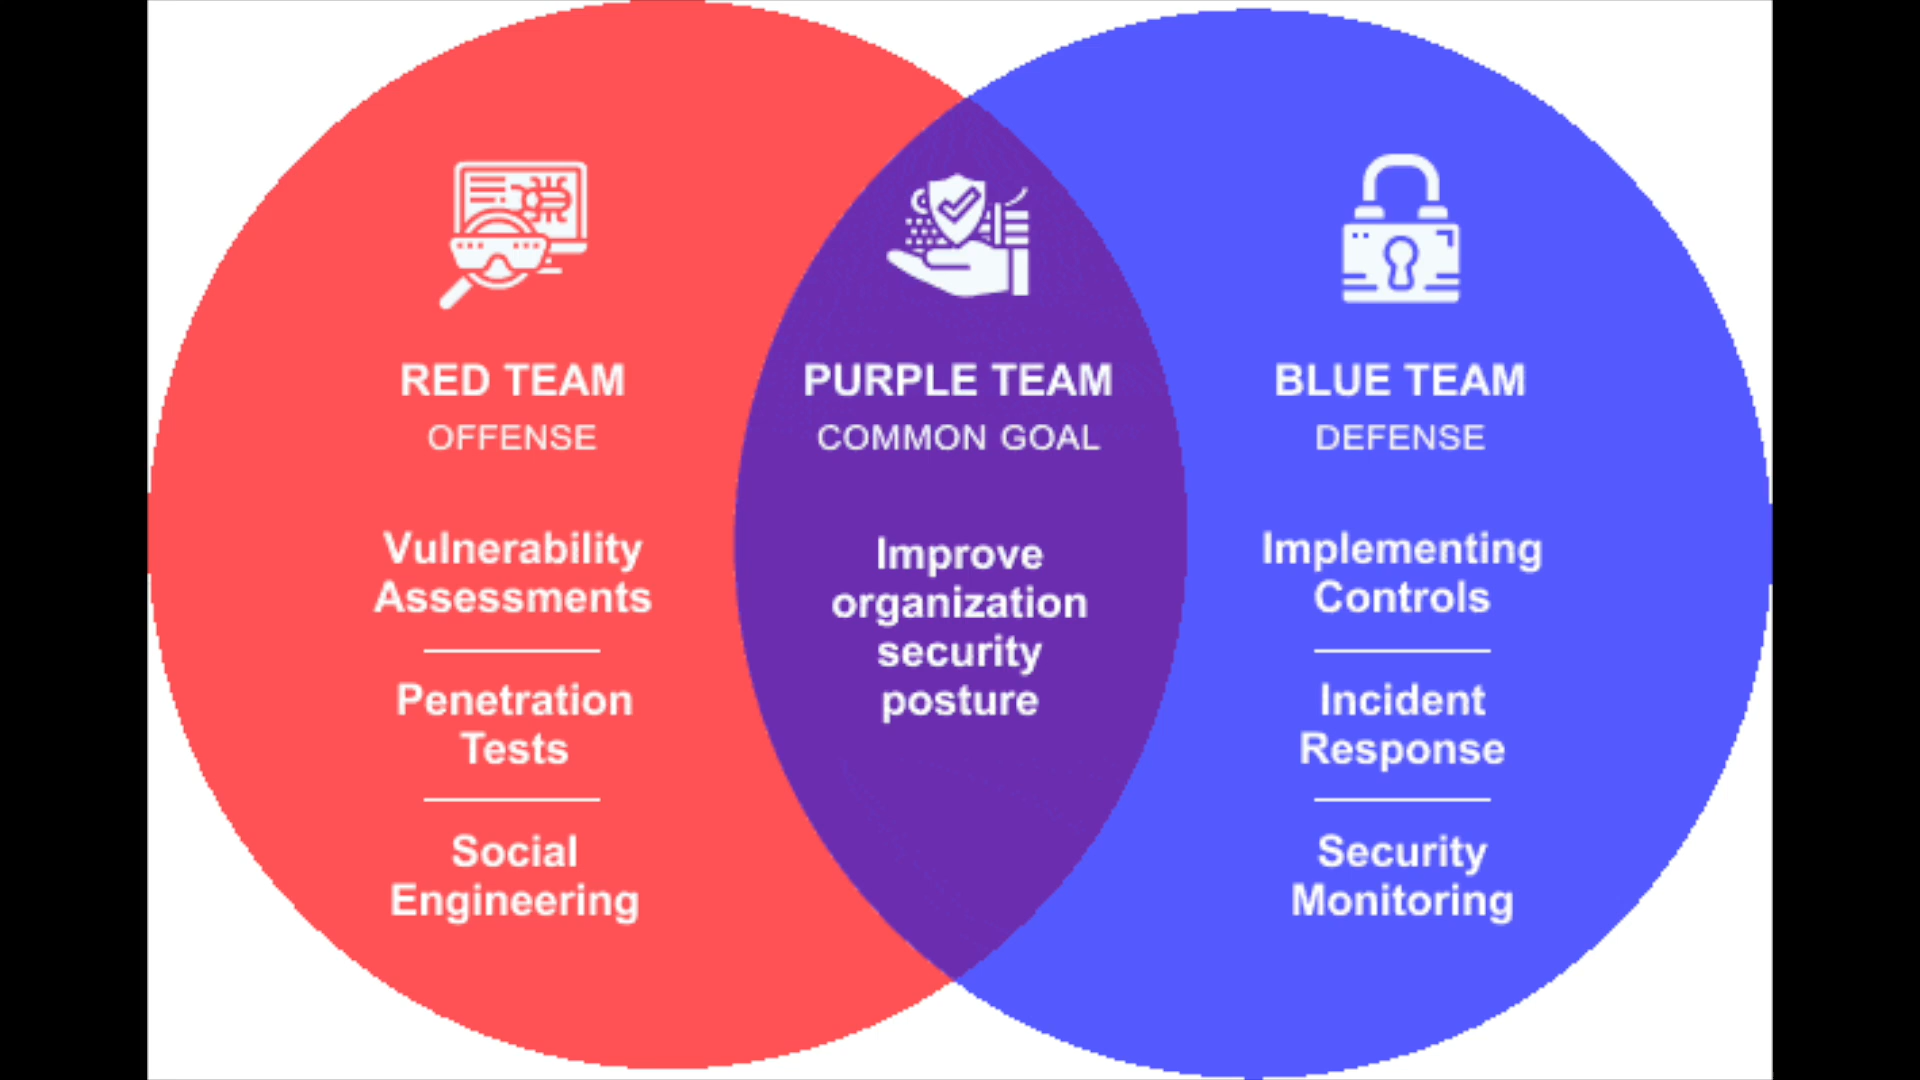 RED TEAM
OFFENSE
Vulnerability
Assessments
Penetration
Tests
Social
Engineering
PURPLE TEAM
COMMON GOAL
Improve
organization
security
posture
BLUE TEAM
DEFENSE
Implementing
Controls
Incident
Response
Security
Monitoring